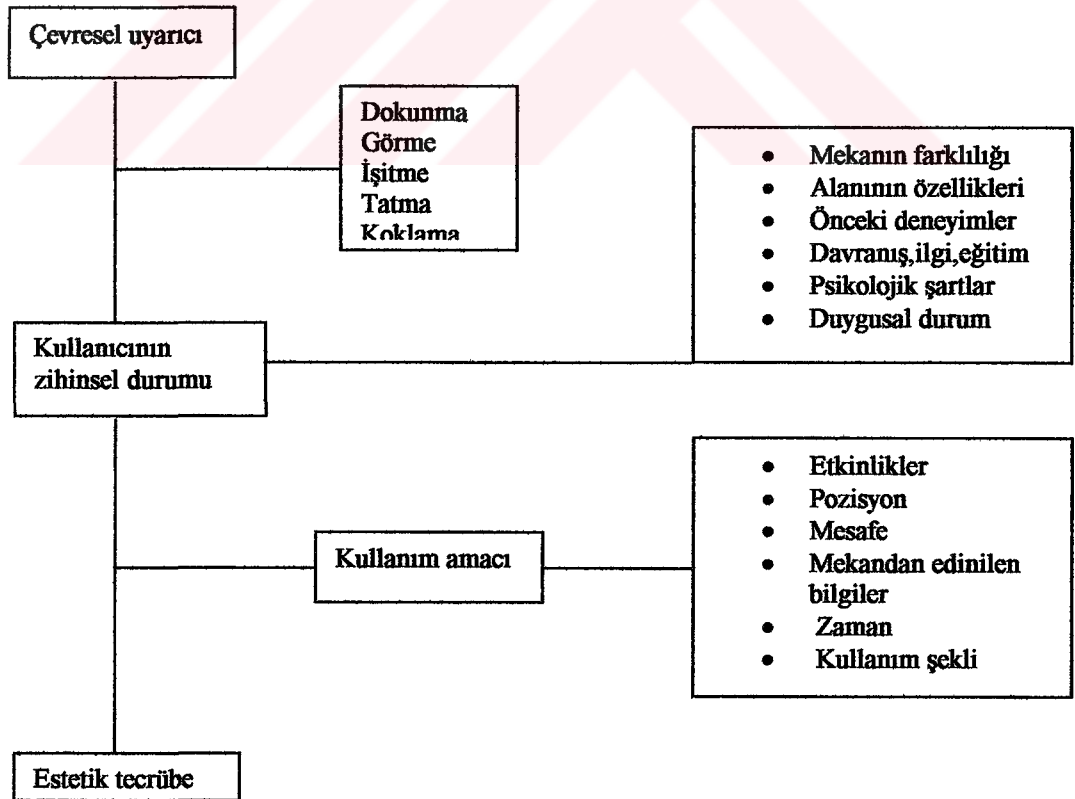 Çevresel uyarıcı
Dokunma
Görme
İşitme
Tatma
Koklama
• Mekanın farklılığı
• Alanının özellikleri
• Önceki deneyimler
• Davranış,ilgi,eğitim
• Psikolojik şartlar
• Duygusal durum
Kullanıcının
zihinsel durumu
• Etkinlikler
• Pozisyon
• Mesafe
• Mekandan edinilen
bilgiler
• Zaman
• Kullanım şekli
Kullanım amacı
Estetik tecrübe